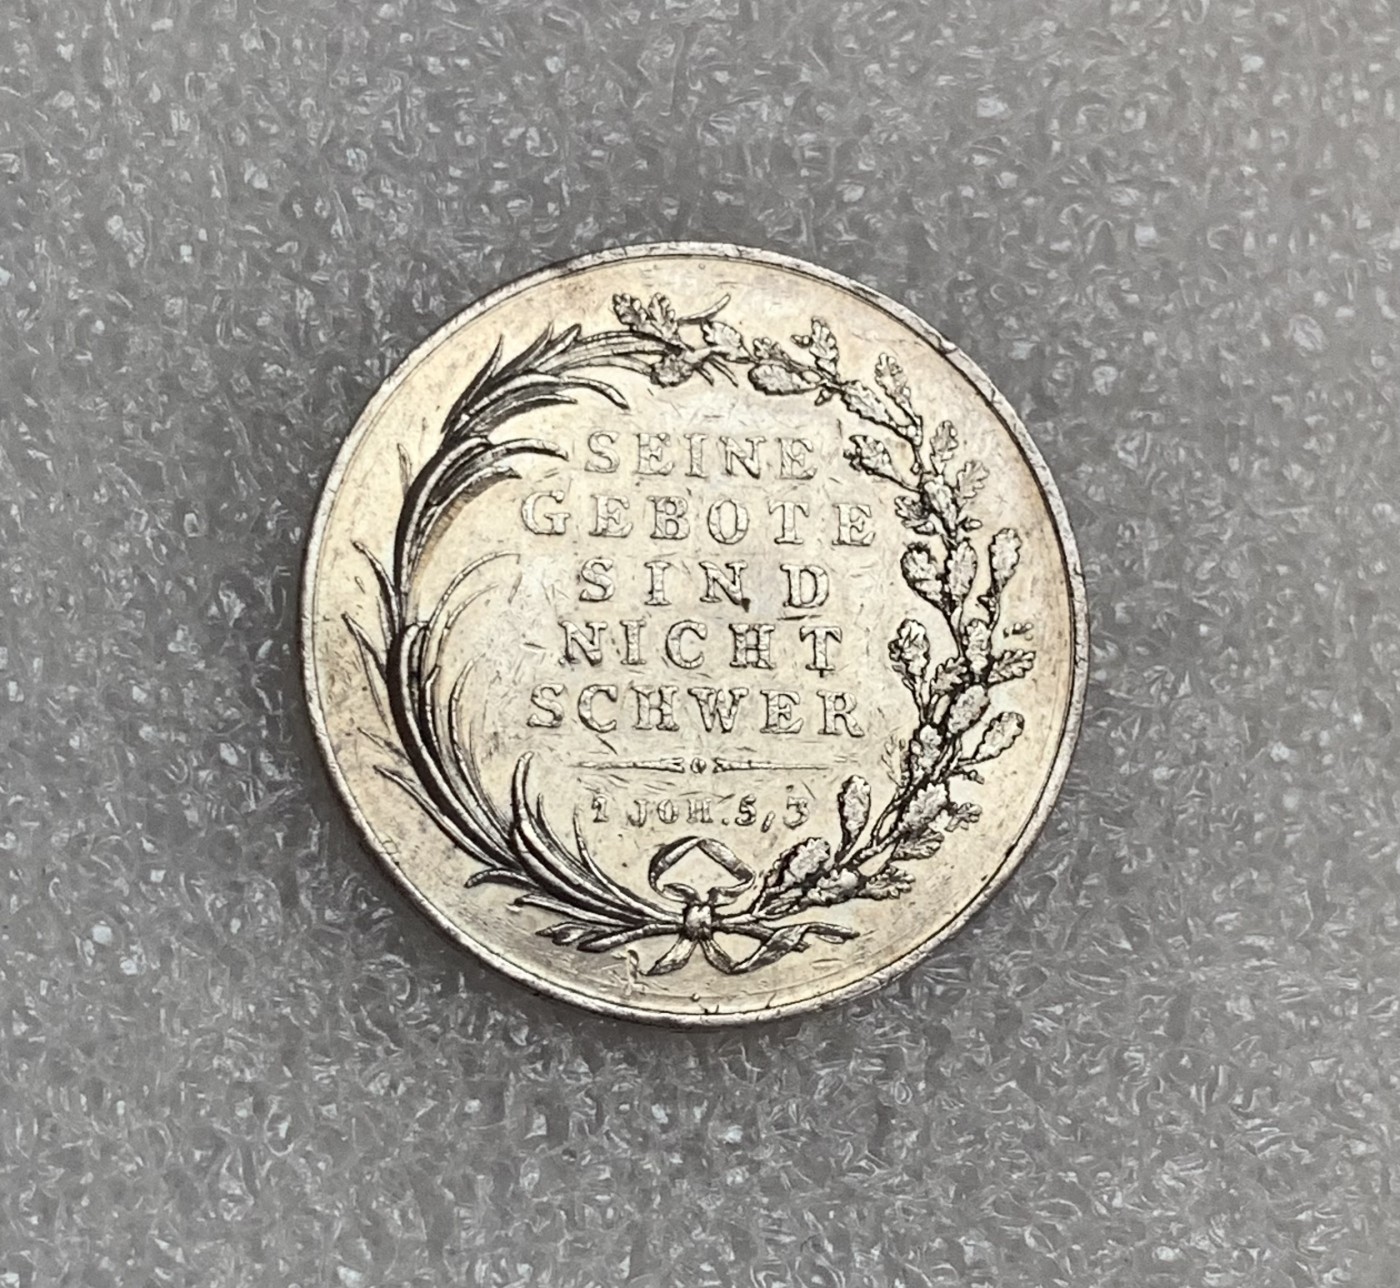 SEINE
GEBOTE
SIND
NICHT
SCHWER
1 JOH. 5, 3